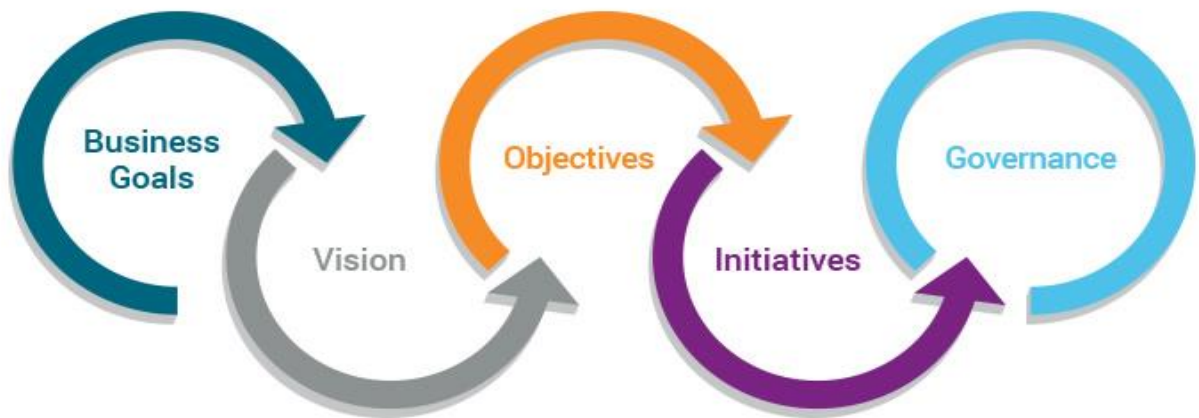 Business
Goals
Vision
Objectives
Initiatives
Governance